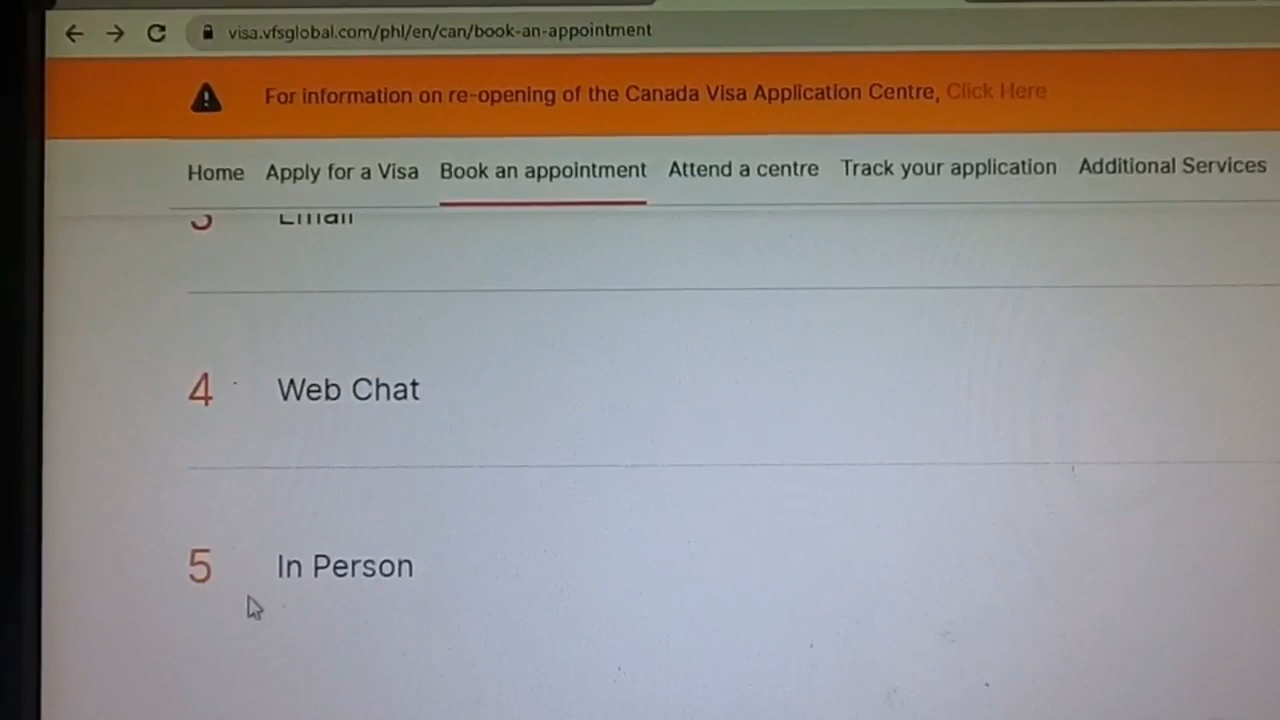 visa.vfsglobal.com/phl/en/can/book-an-appointment
For information on re-opening of the Canada Visa Application Centre, Click Here
Home Apply for a Visa Book an appointment Attend a centre Track your application Additional Services
4 Web Chat
5 In Person